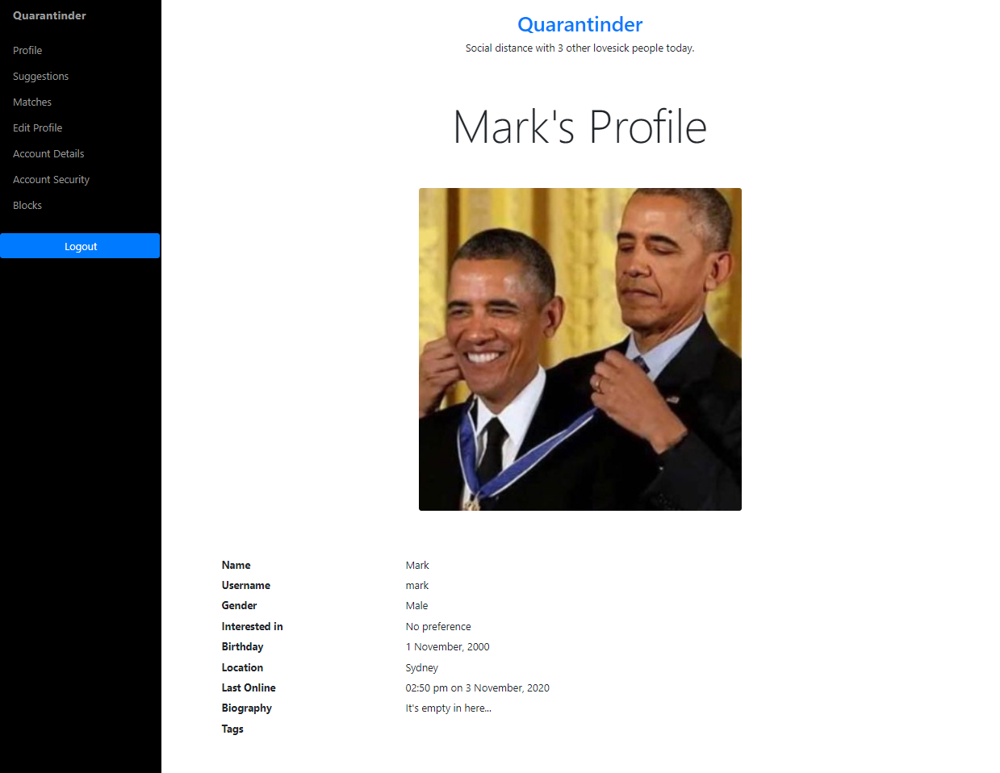 Quarantinder
Profile
Suggestions
Matches
Edit Profile
Account Details
Account Security
Blocks
Logout
Quarantinder
Social distance with 3 other lovesick people today.
Mark's Profile
Name Mark
Username mark
Gender Male
Interested in No preference
Birthday 1 November, 2000
Location Sydney
Last Online 02:50 pm on 3 November, 2020
Biography It's empty in here...
Tags